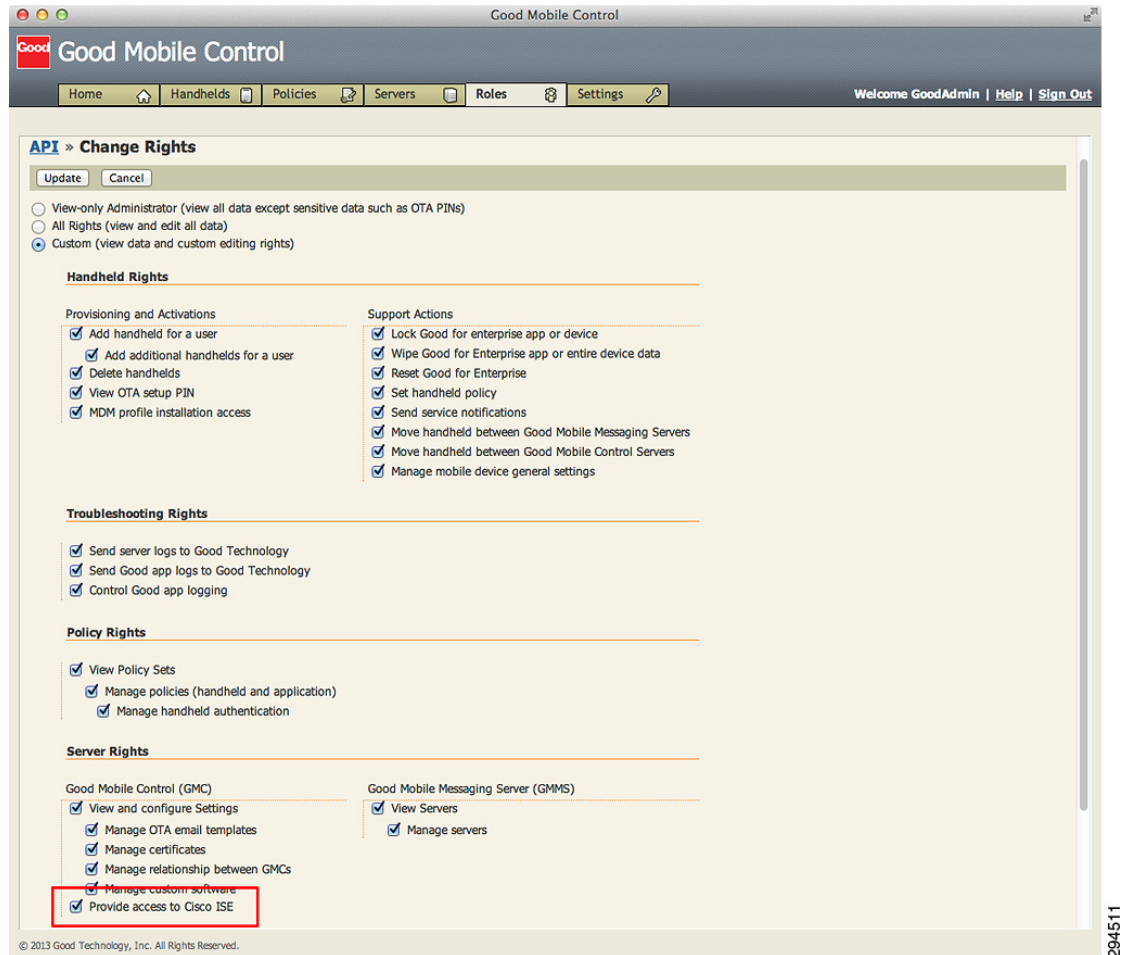 Good Mobile Control
Good Good Mobile Control
Home Handhelds Policies Servers Roles Settings Welcome GoodAdmin | Help | Sign Out
API » Change Rights
Update Cancel
View-only Administrator (view all data except sensitive data such as OTA PINs)
All Rights (view and edit all data)
Custom (view data and custom editing rights)
Handheld Rights
Provisioning and Activations
Add handheld for a user
Add additional handhelds for a user
Delete handhelds
View OTA setup PIN
MDM profile installation access
Support Actions
Lock Good for enterprise app or device
Wipe Good for Enterprise app or entire device data
Reset Good for Enterprise
Set handheld policy
Send service notifications
Move handheld between Good Mobile Messaging Servers
Move handheld between Good Mobile Control Servers
Manage mobile device general settings
Troubleshooting Rights
Send server logs to Good Technology
Send Good app logs to Good Technology
Control Good app logging
Policy Rights
View Policy Sets
Manage policies (handheld and application)
Manage handheld authentication
Server Rights
Good Mobile Control (GMC)
View and configure Settings
Manage OTA email templates
Manage certificates
Manage relationship between GMCs
Manage custom software
Provide access to Cisco ISE
Good Mobile Messaging Server (GMMS)
View Servers
Manage servers
© 2013 Good Technology, Inc. All Rights Reserved.
294511